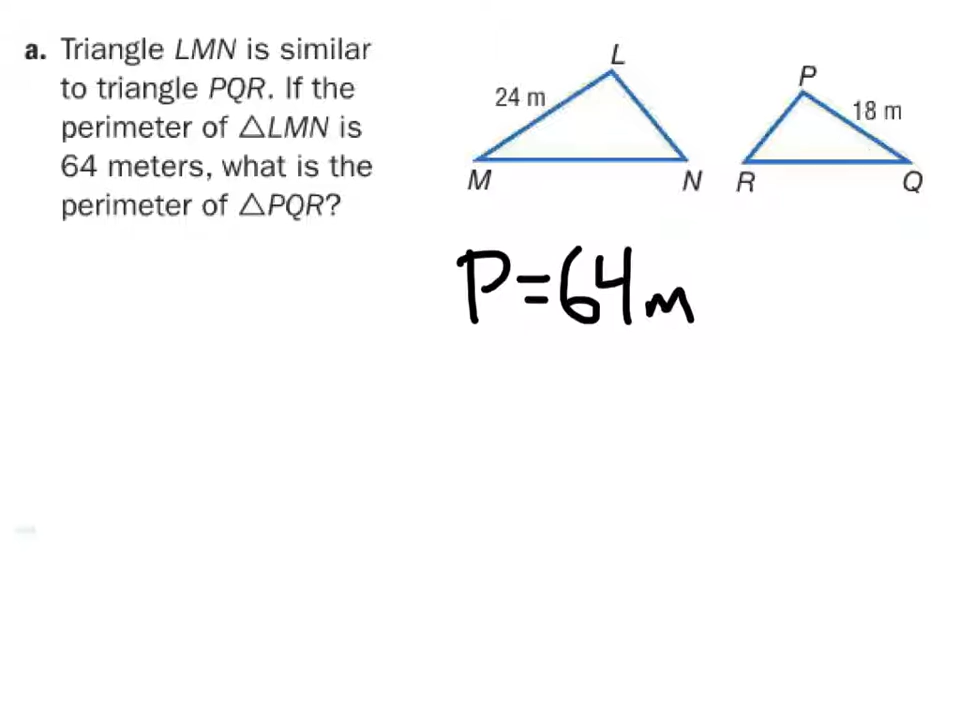 a. Triangle LMN is similar
to triangle PQR. If the
perimeter of △LMN is
64 meters, what is the
perimeter of △PQR?
L
24 m
M
N
P
18 m
R
Q
P=64m